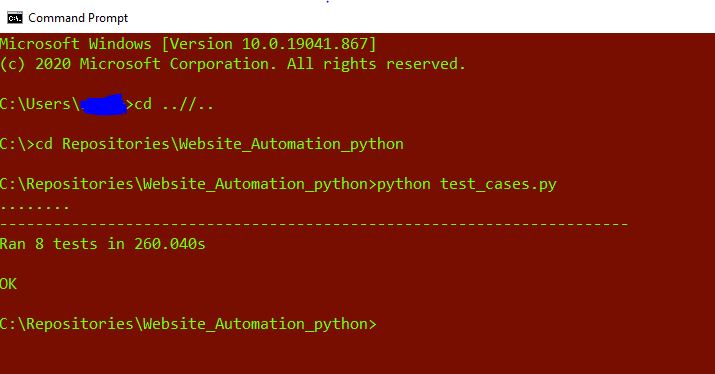 Command Prompt
Microsoft Windows [Version 10.0.19041.867]
(c) 2020 Microsoft Corporation. All rights reserved.
C:\Users\ >cd ..//..
C:\>cd Repositories\Website_Automation_python
C:\Repositories\Website_Automation_python>python test_cases.py
........
----------------------------------------------------------------------
Ran 8 tests in 260.040s
OK
C:\Repositories\Website_Automation_python>